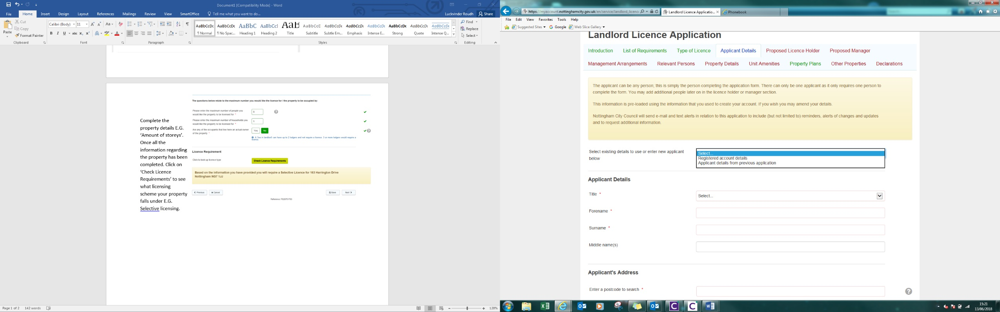 Document1 [Compatibility Mode] - Word
File Home Insert Design Layout References Mailings Review View SmartOffice Tell me what you want to do... Luckvinder Roudh Share
Cut
Copy
Paste
Format Painter
Calibri (Body) 11
AaBbCcDc AaBbCcDc AaBbC AaBbCcl AaB AaBbCcD AaBbCcDc AaBbCcDc AaBbCcDc AaBbCcDc AaBbCcDc AaBbCcDc
¶ Normal ¶ No Spac... Heading 1 Heading 2 Title Subtitle Subtle Em... Emphasis Intense E... Strong Quote Intense Q...
Find
Replace
Select
Clipboard Font Paragraph Styles Editing
The questions below relate to the maximum number you would like the licence for / the property to be occupied by:
Please enter the maximum number of people you
would like the property to be licensed for * 5
Please enter the maximum number of households you
would like the property to be licensed for * 1
Are any of the occupants that live here an actual owner
of the property * Yes No
A 'live in landlord' can have up to 2 lodgers and not require a licence. 3 or more lodgers would require a
licence
Licence Requirement
Click to look up licence type Check Licence Requirements
Based on the information you have provided you will require a Selective Licence for 163 Harrington Drive
Nottingham NG7 1JJ
Previous Cancel Save Next
Reference: FS20751703
Complete the
property details E.G.
‘Amount of storeys’.
Once all the
information regarding
the property has been
completed. Click on
‘Check Licence
Requirements’ to see
what licensing
scheme your property
falls under E.G.
Selective licensing.
Page 1 of 2 142 words 120%
https://myaccount.nottinghamcity.gov.uk/en/service/landlord_licenc
Landlord Licence Applicatio...
Phonebook
File Edit View Favorites Tools Help
Suggested Sites Google Web Slice Gallery
Landlord Licence Application
Introduction List of Requirements Type of Licence Applicant Details Proposed Licence Holder Proposed Manager
Management Arrangements Relevant Persons Property Details Unit Amenities Property Plans Other Properties Declarations
The applicant can be any person; this is simply the person completing the application form. There can only be one applicant as it only requires one person to
complete the form. You may add additional people later on in the licence holder or manager section.
This information is pre-loaded using the information that you used to create your account. If you wish you may amend your details.
Nottingham City Council will send e-mail and text alerts in relation to this application to include (but not limited to) reminders, alerts of changes and updates
and to request additional information.
Select existing details to use or enter new applicant
below
Select...
Registered account details
Applicant details from previous application
Applicant Details
Title * Select...
Forename *
Surname *
Middle name(s)
Applicant's Address
Enter a postcode to search *
15:21
13/06/2018